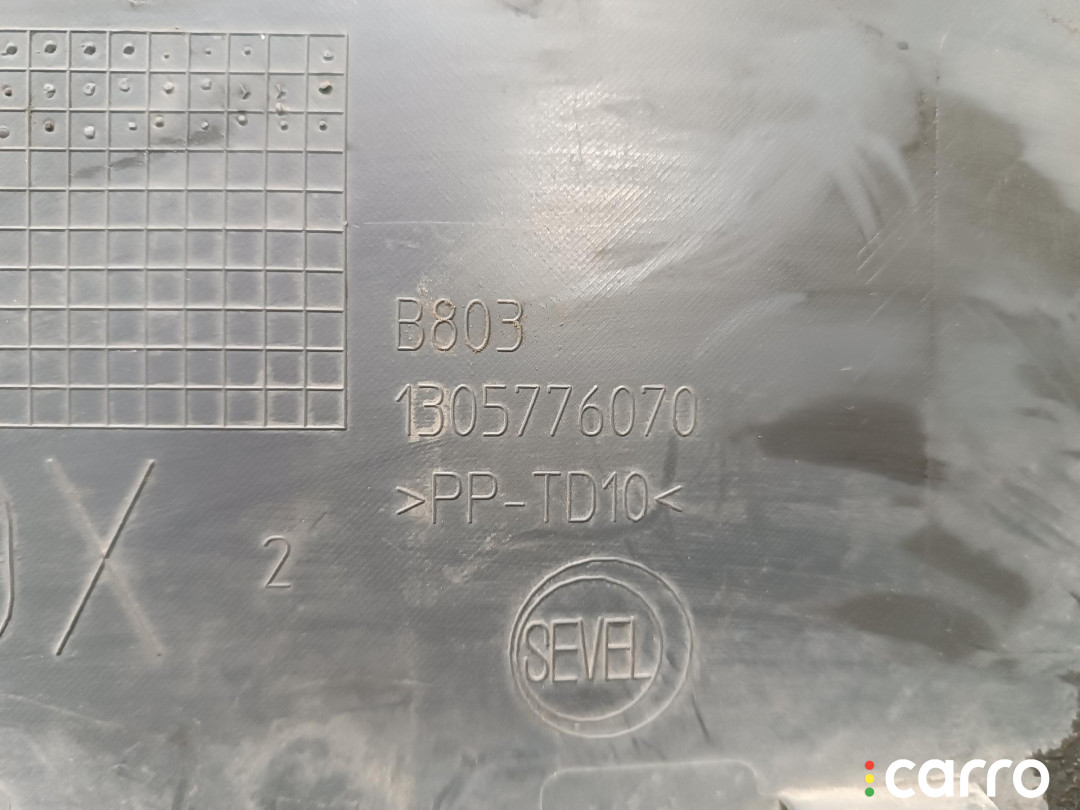 B803
1305776070
>PP-TD10<
X
2
SEVEL
carro